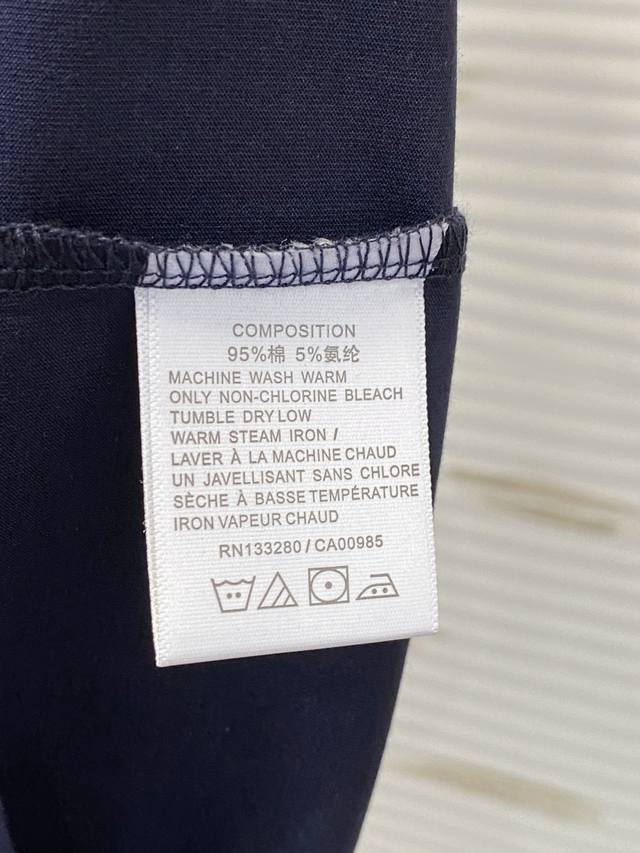 COMPOSITION
95%棉 5%氨纶
MACHINE WASH WARM
ONLY NON-CHLORINE BLEACH
TUMBLE DRY LOW
WARM STEAM IRON /
LAVER À LA MACHINE CHAUD
UN JAVELLISANT SANS CHLORE
SÈCHE À BASSE TEMPÉRATURE
IRON VAPEUR CHAUD
RN133280 / CA00985